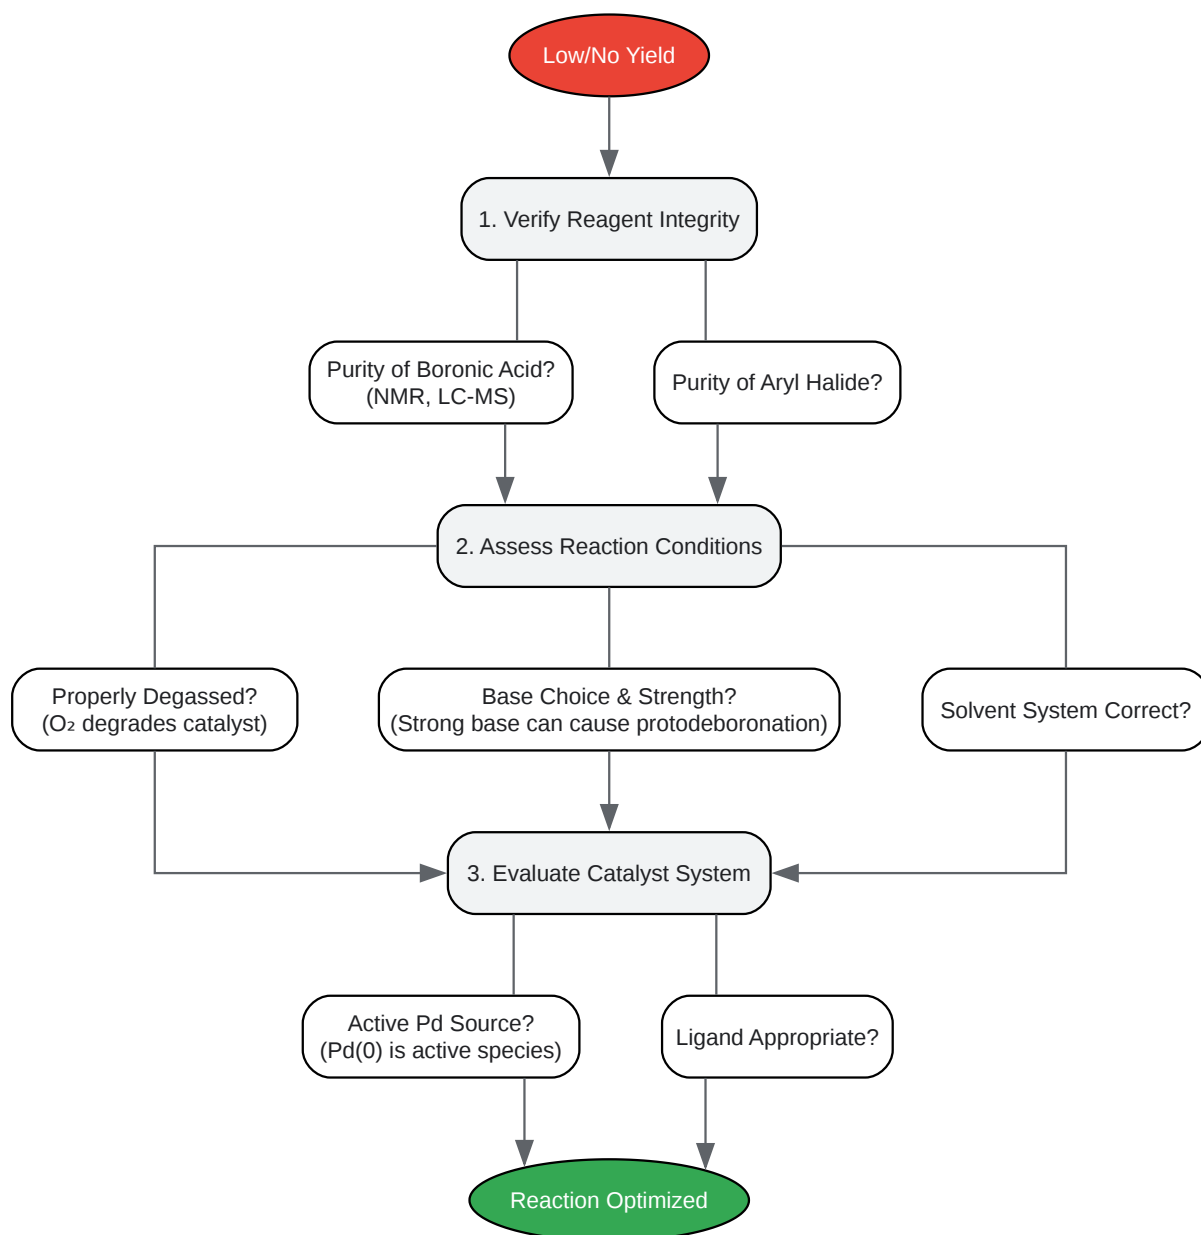 Low/No Yield
1. Verify Reagent Integrity
Purity of Boronic Acid?
(NMR, LC-MS)
Purity of Aryl Halide?
2. Assess Reaction Conditions
Properly Degassed?
(O₂ degrades catalyst)
Base Choice & Strength?
(Strong base can cause protodeboronation)
Solvent System Correct?
3. Evaluate Catalyst System
Active Pd Source?
(Pd(0) is active species)
Ligand Appropriate?
Reaction Optimized